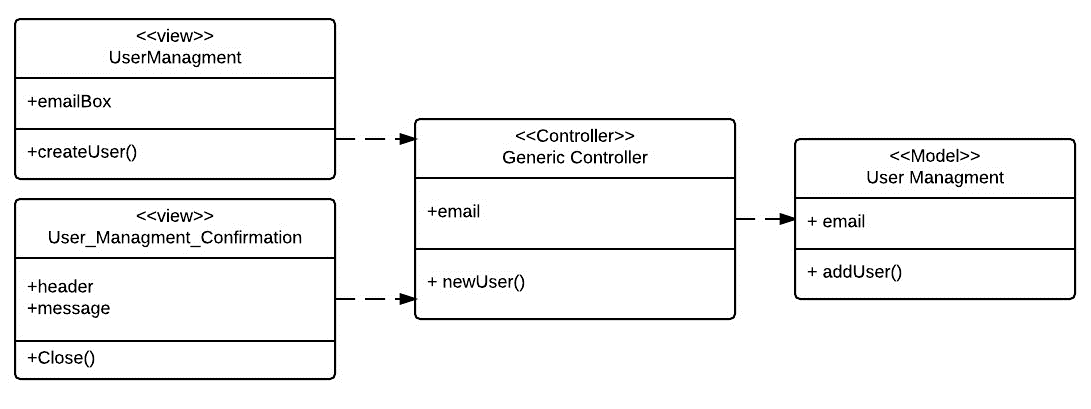 <<view>>
UserManagment
+emailBox
+createUser()
<<view>>
User_Managment_Confirmation
+header
+message
+Close()
<<Controller>>
Generic Controller
+email
+ newUser()
<<Model>>
User Managment
+ email
+ addUser()